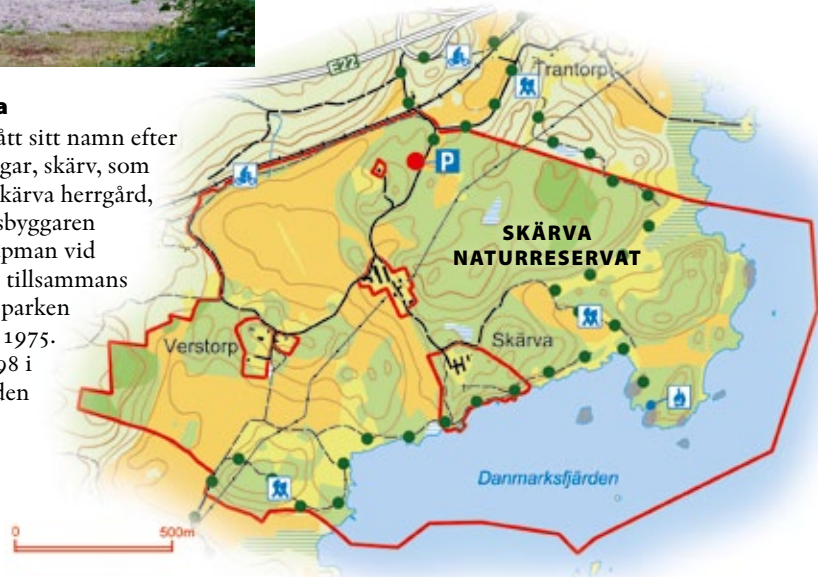 a
ått sitt namn efter
gar, skärv, som
kärva herrgård,
sbyggaren
pman vid
tillsammans
parken
1975.
98 i
den
E22
Trantorp
P
SKÄRVA
NATURRESERVAT
Verstorp
Skärva
Danmarksfjärden
0 500m